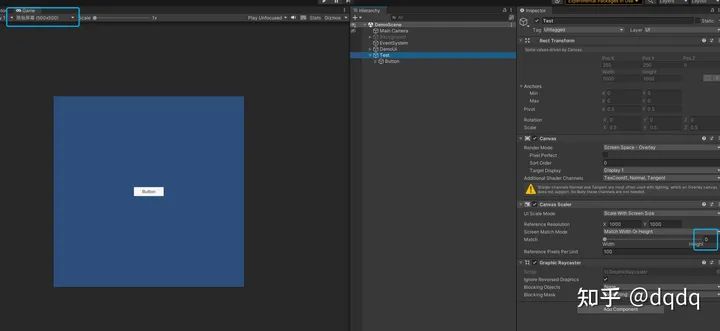 Game
Hierarchy
Inspector
Experimental Packages In Use
(500x500)
Scale
1x
Play Unfocused
Stats
Gizmos
All
DemoScene
Main Camera
Background
EventSystem
DemoUI
Test
Button
Button
Test
Static
Tag
Untagged
Layer
UI
Rect Transform
Some values driven by Canvas.
Pos X
Pos Y
Pos Z
250
250
0
Width
Height
1000
1000
Anchors
Min
X 0
Y 0
Max
X 0
Y 0
Pivot
X 0.5
Y 0.5
Rotation
X 0
Y 0
Z 0
Scale
X 0.5
Y 0.5
Z 0.5
Canvas
Render Mode
Screen Space - Overlay
Pixel Perfect
Sort Order
0
Target Display
Display 1
Additional Shader Channels
TexCoord1, Normal, Tangent
Shader channels Normal and Tangent are most often used with lighting, which an Overlay canvas does not support. So likely these channels are not needed.
Canvas Scaler
UI Scale Mode
Scale With Screen Size
Reference Resolution
X 1000
Y 1000
Screen Match Mode
Match Width Or Height
Match
0
Width
Height
Reference Pixels Per Unit
100
Graphic Raycaster
Script
GraphicRaycaster
Ignore Reversed Graphics
Blocking Objects
None
Blocking Mask
Add Component
知乎 @dqdq